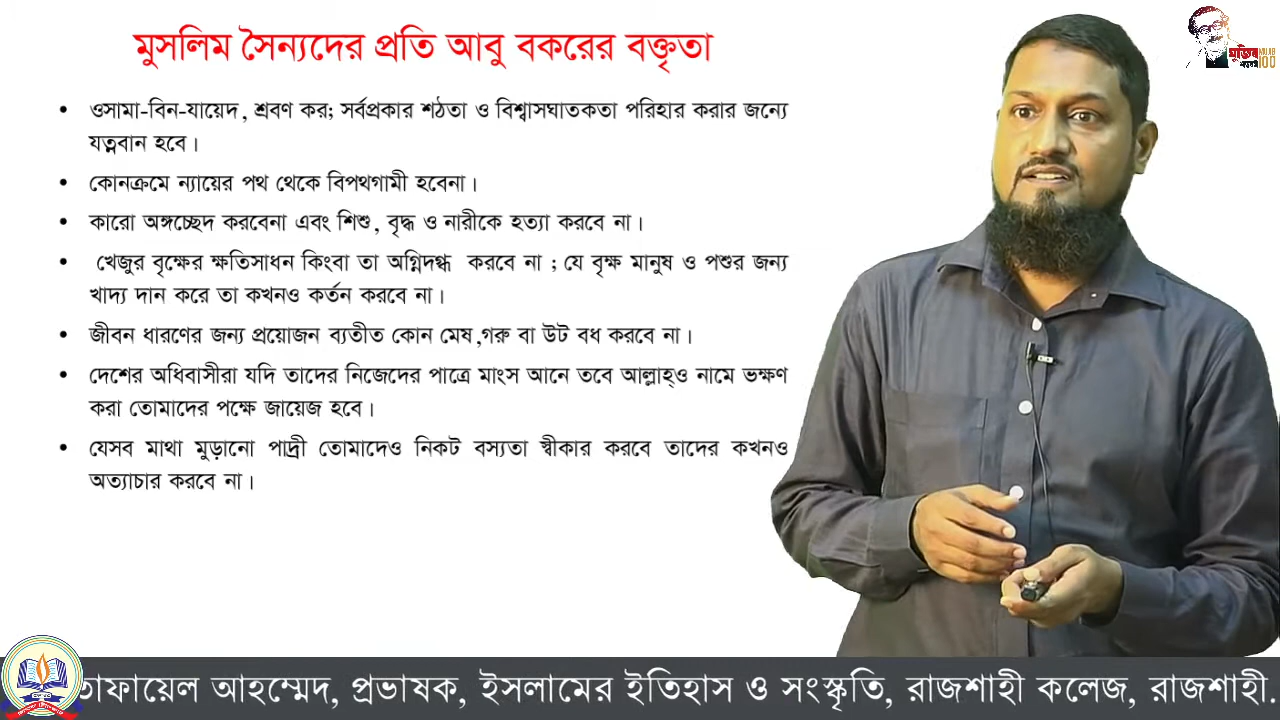 মুসলিম সৈন্যদের প্রতি আবু বকরের বক্তৃতা
• ওসামা-বিন-যায়েদ, শ্রবণ কর; সর্বপ্রকার শঠতা ও বিশ্বাসঘাতকতা পরিহার করার জন্যে
যত্নবান হবে।
• কোনক্রমে ন্যায়ের পথ থেকে বিপথগামী হবেনা।
• কারো অঙ্গচ্ছেদ করবেনা এবং শিশু, বৃদ্ধ ও নারীকে হত্যা করবে না।
• খেজুর বৃক্ষের ক্ষতিসাধন কিংবা তা অগ্নিদগ্ধ করবে না ; যে বৃক্ষ মানুষ ও পশুর জন্য
খাদ্য দান করে তা কখনও কর্তন করবে না।
• জীবন ধারণের জন্য প্রয়োজন ব্যতীত কোন মেষ,গরু বা উট বধ করবে না।
• দেশের অধিবাসীরা যদি তাদের নিজেদের পাত্রে মাংস আনে তবে আল্লাহ্ও নামে ভক্ষণ
করা তোমাদের পক্ষে জায়েজ হবে।
• যেসব মাথা মুড়ানো পাদ্রী তোমাদেও নিকট বস্যতা স্বীকার করবে তাদের কখনও
অত্যাচার করবে না।
মুজিব
100
তাফায়েল আহম্মেদ, প্রভাষক, ইসলামের ইতিহাস ও সংস্কৃতি, রাজশাহী কলেজ, রাজশাহী.